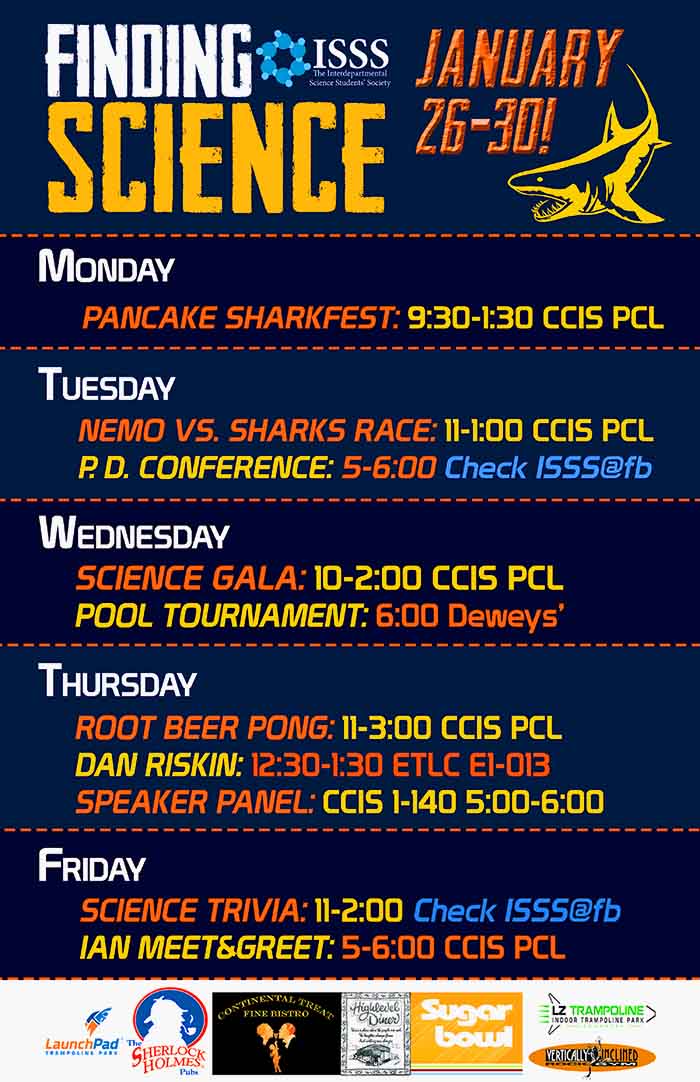 FINDING
SCIENCE
ISSS
The Interdepartmental
Science Students' Society
JANUARY
26-30!
MONDAY
PANCAKE SHARKFEST: 9:30-1:30 CCIS PCL
TUESDAY
NEMO VS. SHARKS RACE: 11-1:00 CCIS PCL
P. D. CONFERENCE: 5-6:00 Check ISSS@fb
WEDNESDAY
SCIENCE GALA: 10-2:00 CCIS PCL
POOL TOURNAMENT: 6:00 Deweys'
THURSDAY
ROOT BEER PONG: 11-3:00 CCIS PCL
DAN RISKIN: 12:30-1:30 ETLC E1-013
SPEAKER PANEL: CCIS 1-140 5:00-6:00
FRIDAY
SCIENCE TRIVIA: 11-2:00 Check ISSS@fb
IAN MEET&GREET: 5-6:00 CCIS PCL
LaunchPad
TRAMPOLINE PARK
The
SHERLOCK
HOLMES
Pubs
CONTINENTAL TREAT
FINE BISTRO
Highlevel
Diner
Sugar
bowl
LZ TRAMPOLINE
INDOOR TRAMPOLINE PARK
VERTICALLY INCLINED
ROCK GYM